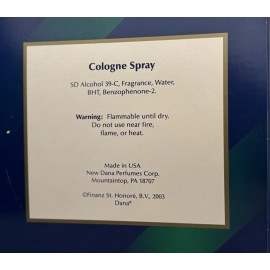 Cologne Spray
SD Alcohol 39-C, Fragrance, Water,
BHT, Benzophenone-2.
Warning: Flammable until dry.
Do not use near fire,
flame, or heat.
Made in USA
New Dana Perfumes Corp.
Mountaintop, PA 18707
©Finanz St. Honoré, B.V., 2003
Dana®